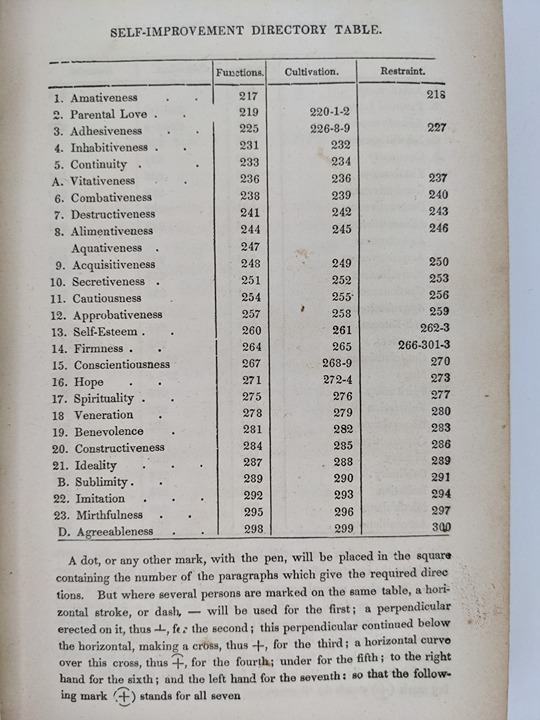 SELF-IMPROVEMENT DIRECTORY TABLE.
Functions. Cultivation. Restraint.
1. Amativeness . . 217 218
2. Parental Love . . 219 220-1-2
3. Adhesiveness . . 225 226-8-9 227
4. Inhabitiveness . . 231 232
5. Continuity . . 233 234
A. Vitativeness . 236 236 237
6. Combativeness 238 239 240
7. Destructiveness 241 242 243
8. Alimentiveness 244 245 246
Aquativeness . 247
9. Acquisitiveness 248 249 250
10. Secretiveness . 251 252 253
11. Cautiousness . 254 255 256
12. Approbativeness 257 258 259
13. Self-Esteem . . 260 261 262-3
14. Firmness . . 264 265 266-301-3
15. Conscientiousness 267 268-9 270
16. Hope . . 271 272-4 273
17. Spirituality . . 275 276 277
18 Veneration . 278 279 280
19. Benevolence . 281 282 283
20. Constructiveness 284 285 286
21. Ideality . . . 287 288 289
B. Sublimity . . . 289 290 291
22. Imitation . . . 292 293 294
23. Mirthfulness . . 295 296 297
D. Agreeableness . . 298 299 300
A dot, or any other mark, with the pen, will be placed in the square
containing the number of the paragraphs which give the required direc
tions. But where several persons are marked on the same table, a hori-
zontal stroke, or dash, — will be used for the first; a perpendicular
erected on it, thus ⊥, for the second; this perpendicular continued below
the horizontal, making a cross, thus +, for the third; a horizontal curve
over this cross, thus , for the fourth; under for the fifth; to the right
hand for the sixth; and the left hand for the seventh: so that the follow-
ing mark (+) stands for all seven